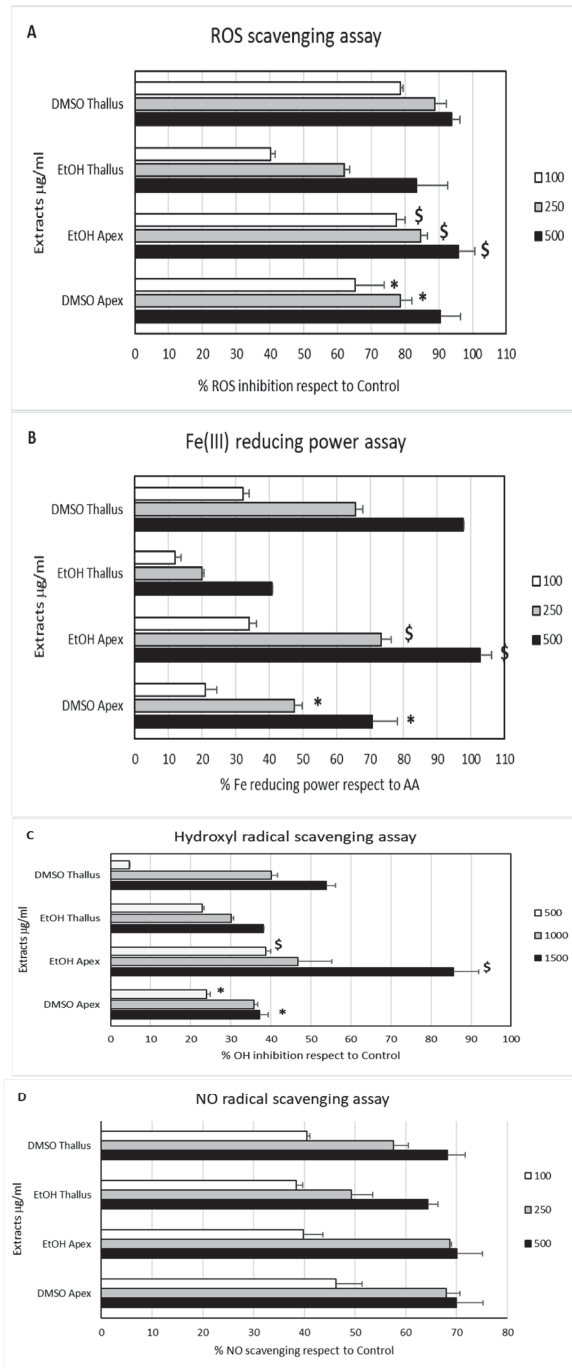 A
ROS scavenging assay
Extracts µg/ml
DMSO Thallus
EtOH Thallus
EtOH Apex
DMSO Apex
$
$
$
*
*
100
250
500
0 10 20 30 40 50 60 70 80 90 100 110
% ROS inhibition respect to Control
B
Fe(III) reducing power assay
Extracts µg/ml
DMSO Thallus
EtOH Thallus
EtOH Apex
DMSO Apex
$
$
*
*
100
250
500
0 10 20 30 40 50 60 70 80 90 100 110
% Fe reducing power respect to AA
C
Hydroxyl radical scavenging assay
Extracts µg/ml
DMSO Thallus
EtOH Thallus
EtOH Apex
DMSO Apex
$
$
*
*
500
1000
1500
0 10 20 30 40 50 60 70 80 90 100
% OH inhibition respect to Control
D
NO radical scavenging assay
Extracts µg/ml
DMSO Thallus
EtOH Thallus
EtOH Apex
DMSO Apex
100
250
500
0 10 20 30 40 50 60 70 80
% NO scavenging respect to Control